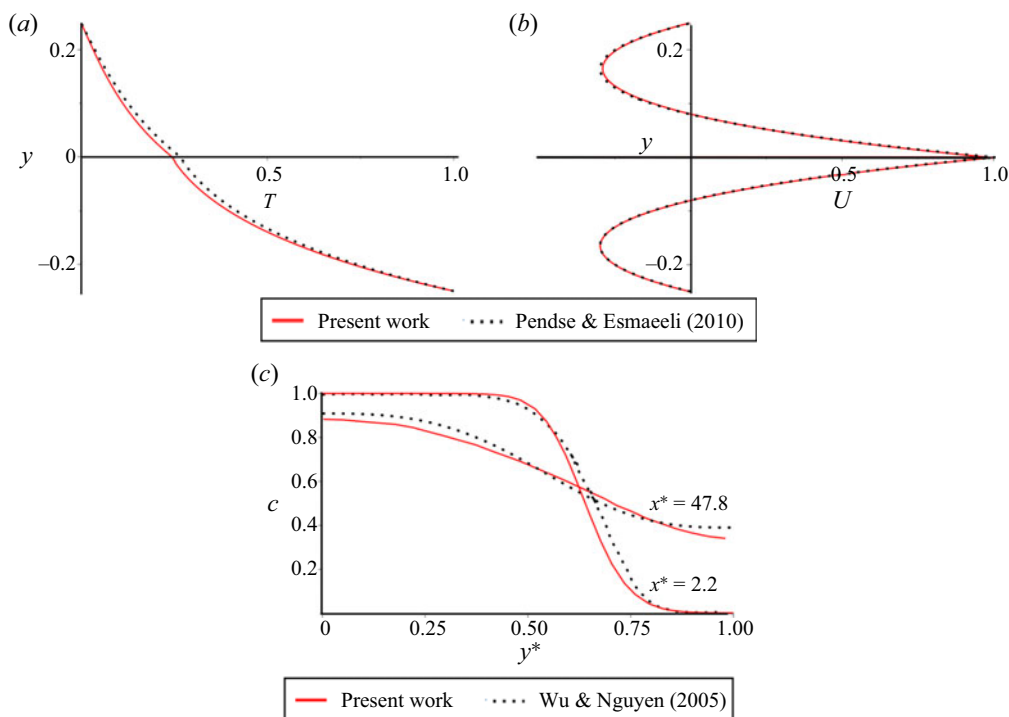 (a)
(b)
0.2
0.2
y
0
y
0.5
1.0
0.5
1.0
T
U
–0.2
–0.2
Present work
Pendse & Esmaeeli (2010)
(c)
1.0
0.8
0.6
c
x* = 47.8
0.4
0.2
x* = 2.2
0
0.25
0.50
0.75
1.00
y*
Present work
Wu & Nguyen (2005)